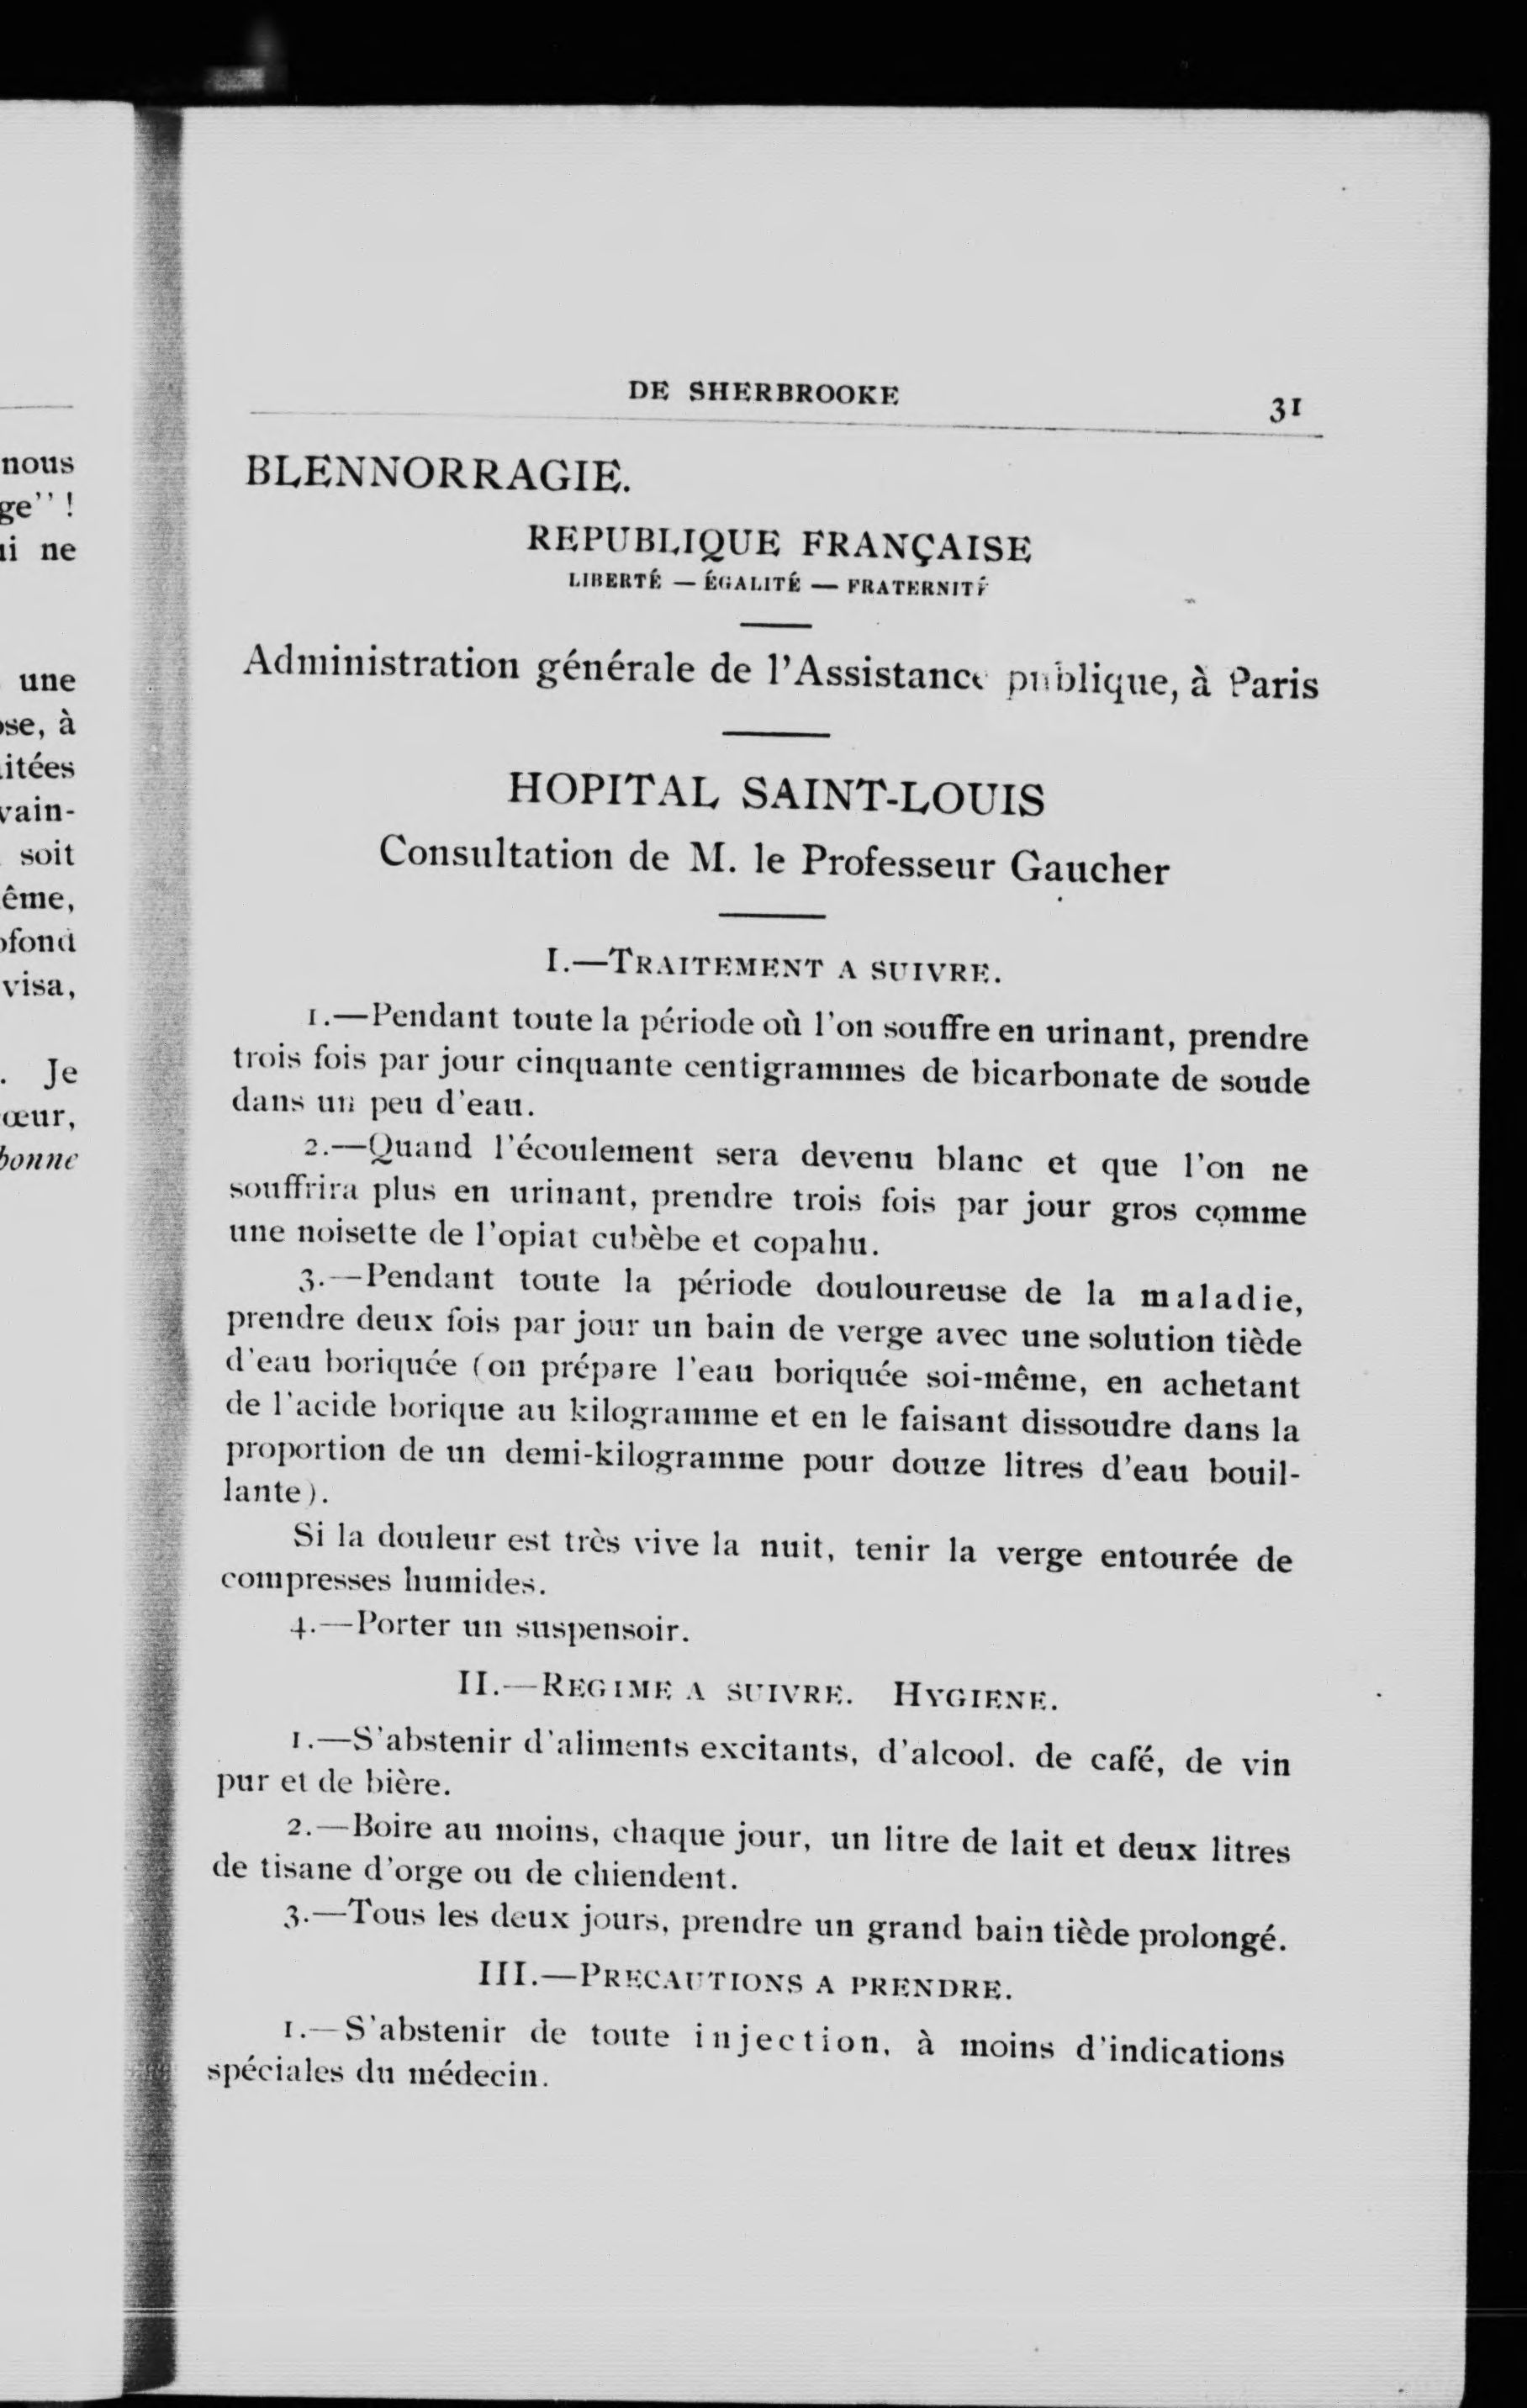 DE SHERBROOKE
31
BLENNORRAGIE.
REPUBLIQUE FRANÇAISE
LIBERTÉ — ÉGALITÉ — FRATERNITÉ
Administration générale de l'Assistance publique, à Paris
HOPITAL SAINT-LOUIS
Consultation de M. le Professeur Gaucher
I.—TRAITEMENT A SUIVRE.
1.—Pendant toute la période où l'on souffre en urinant, prendre
trois fois par jour cinquante centigrammes de bicarbonate de soude
dans un peu d'eau.
2.—Quand l'écoulement sera devenu blanc et que l'on ne
souffrira plus en urinant, prendre trois fois par jour gros comme
une noisette de l'opiat cubèbe et copahu.
3.—Pendant toute la période douloureuse de la maladie,
prendre deux fois par jour un bain de verge avec une solution tiède
d'eau boriquée (on prépare l'eau boriquée soi-même, en achetant
de l'acide borique au kilogramme et en le faisant dissoudre dans la
proportion de un demi-kilogramme pour douze litres d'eau bouil-
lante).
Si la douleur est très vive la nuit, tenir la verge entourée de
compresses humides.
4.—Porter un suspensoir.
II.—REGIME A SUIVRE. HYGIENE.
1.—S'abstenir d'aliments excitants, d'alcool. de café, de vin
pur et de bière.
2.—Boire au moins, chaque jour, un litre de lait et deux litres
de tisane d'orge ou de chiendent.
3.—Tous les deux jours, prendre un grand bain tiède prolongé.
III.—PRECAUTIONS A PRENDRE.
1.—S'abstenir de toute injection, à moins d'indications
spéciales du médecin.
nous
ge" !
ne
une
à
soit
visa,
Je